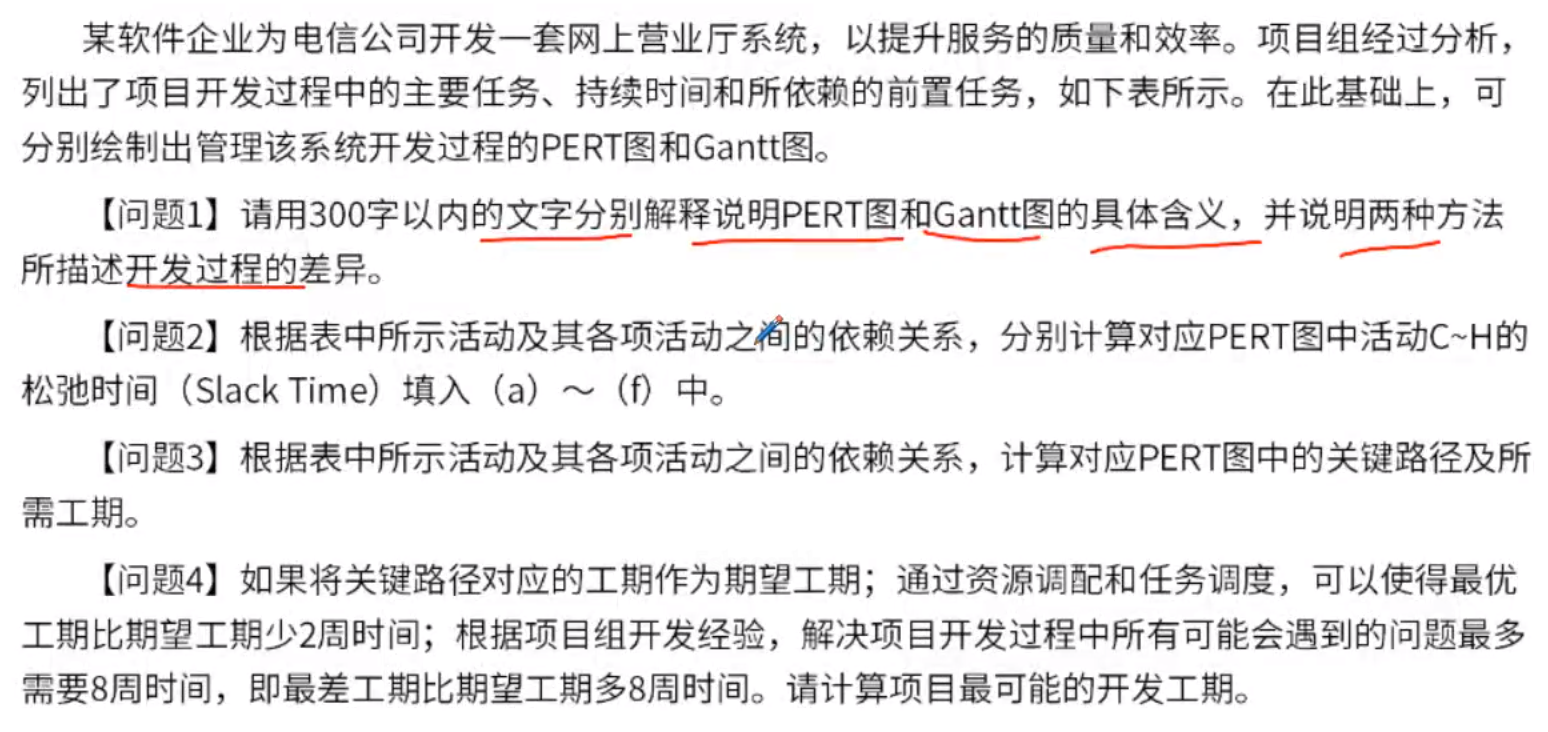 某软件企业为电信公司开发一套网上营业厅系统，以提升服务的质量和效率。项目组经过分析，
列出了项目开发过程中的主要任务、持续时间和所依赖的前置任务，如下表所示。在此基础上，可
分别绘制出管理该系统开发过程的PERT图和Gantt图。
【问题1】请用300字以内的文字分别解释说明PERT图和Gantt图的具体含义，并说明两种方法
所描述开发过程的差异。
【问题2】根据表中所示活动及其各项活动之间的依赖关系，分别计算对应PERT图中活动C~H的
松弛时间（Slack Time）填入（a）～（f）中。
【问题3】根据表中所示活动及其各项活动之间的依赖关系，计算对应PERT图中的关键路径及所
需工期。
【问题4】如果将关键路径对应的工期作为期望工期；通过资源调配和任务调度，可以使得最优
工期比期望工期少2周时间；根据项目组开发经验，解决项目开发过程中所有可能会遇到的问题最多
需要8周时间，即最差工期比期望工期多8周时间。请计算项目最可能的开发工期。